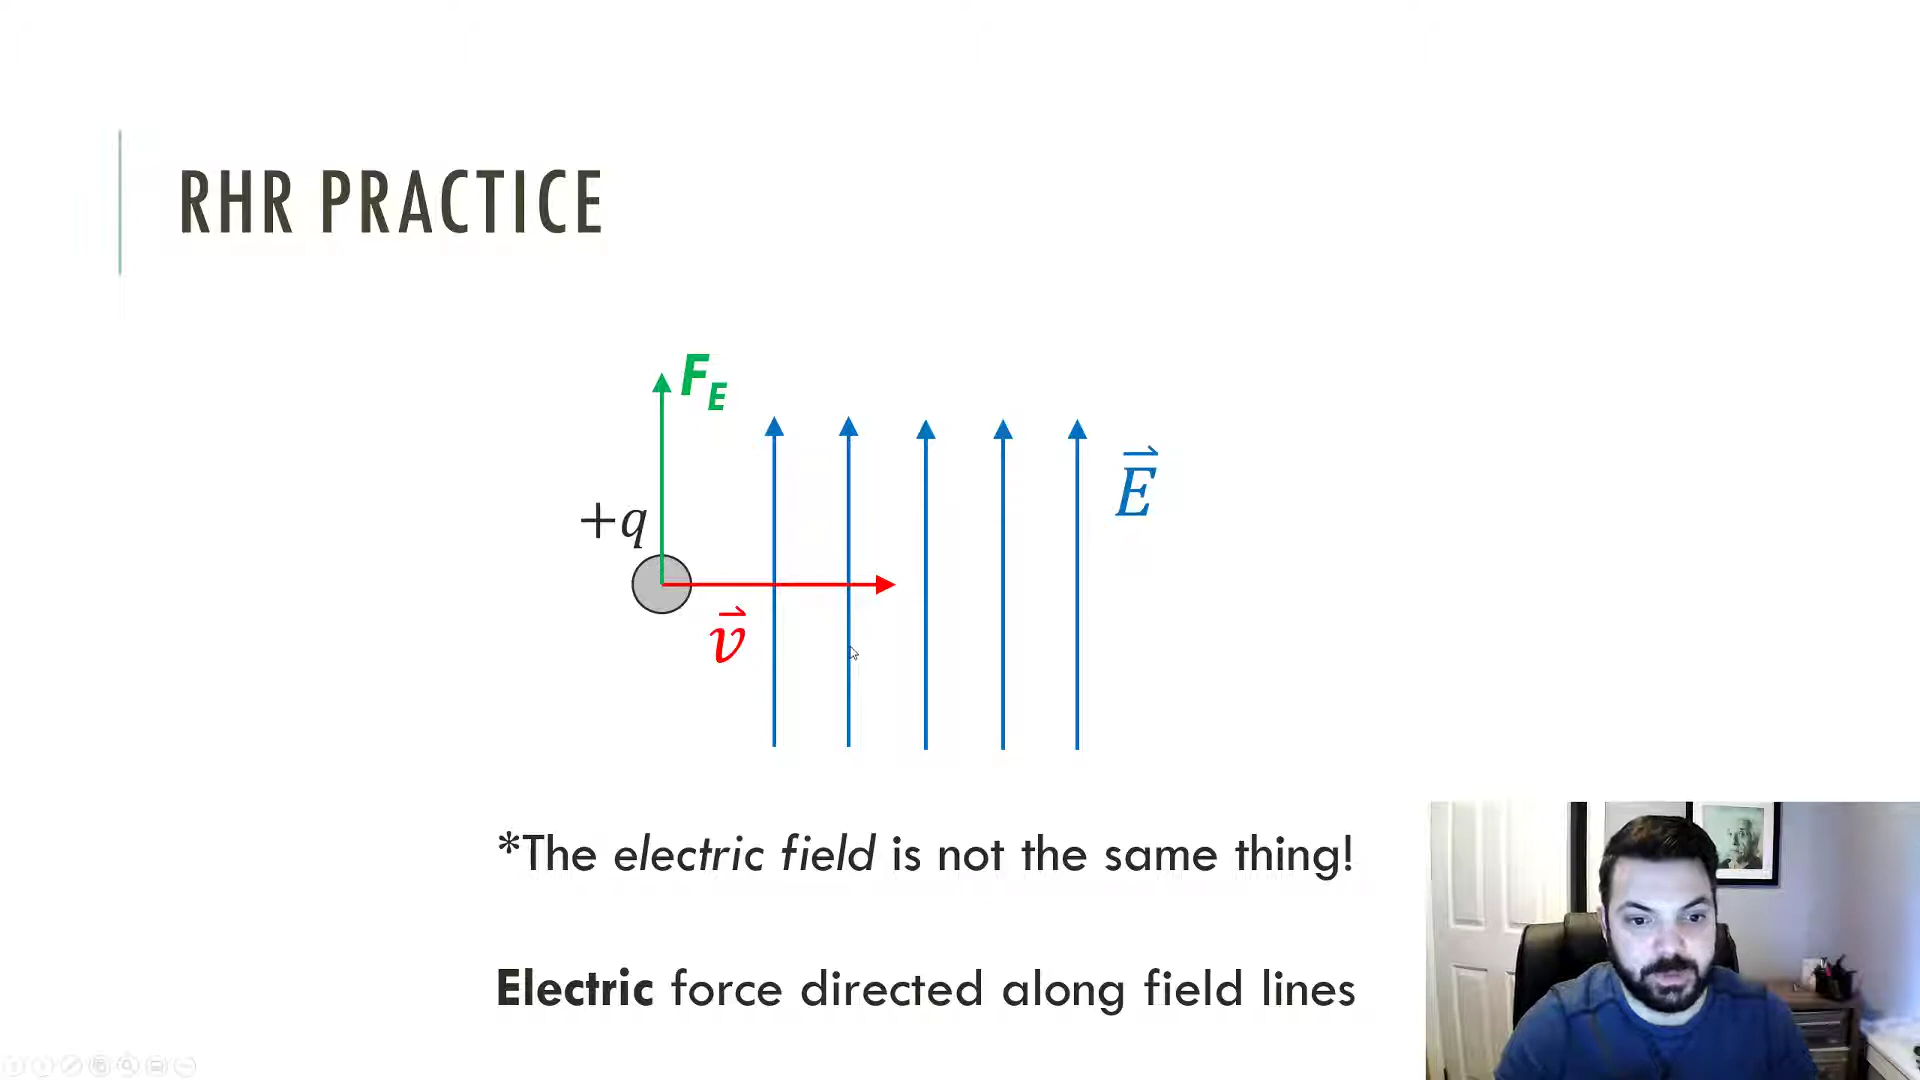 RHR PRACTICE
F_E
+q
E⃗
v⃗
*The electric field is not the same thing!
Electric force directed along field lines